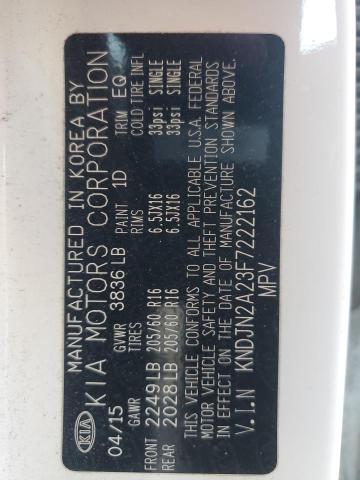 MANUFACTURED IN KOREA BY
KIA KIA MOTORS CORPORATION
04/15 GVWR 3836 LB PAINT 1D TRIM EQ
GAWR TIRES RIMS COLD TIRE INFL
FRONT 2249 LB 205/60 R16 6.5JX16 33psi SINGLE
REAR 2028 LB 205/60 R16 6.5JX16 33psi SINGLE
THIS VEHICLE CONFORMS TO ALL APPLICABLE U.S.A. FEDERAL
MOTOR VEHICLE SAFETY AND THEFT PREVENTION STANDARDS
IN EFFECT ON THE DATE OF MANUFACTURE SHOWN ABOVE.
V.I.N KNDJN2A23F7222162
MPV